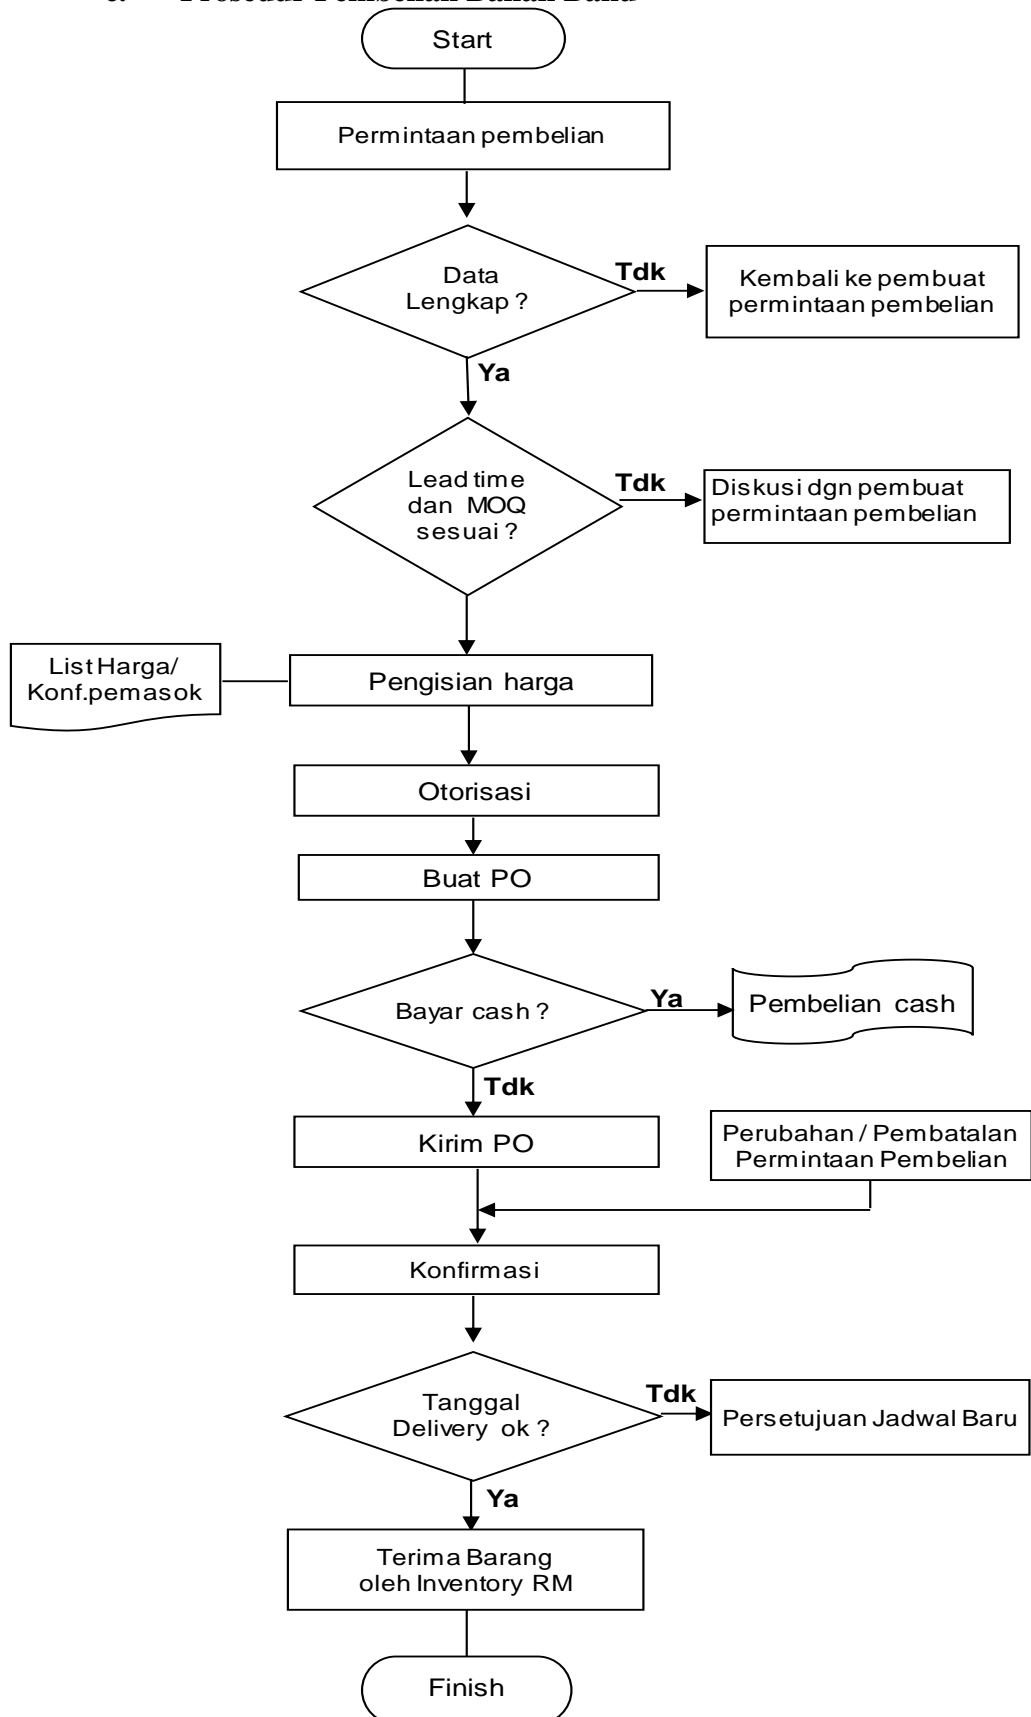 Start
Permintaan pembelian
Data
Lengkap ?
Tdk
Kembali ke pembuat
permintaan pembelian
Ya
Lead time
dan MOQ
sesuai ?
Tdk
Diskusi dgn pembuat
permintaan pembelian
List Harga/
Konf.pemasok
Pengisian harga
Otorisasi
Buat PO
Bayar cash ?
Ya
Pembelian cash
Tdk
Kirim PO
Perubahan / Pembatalan
Permintaan Pembelian
Konfirmasi
Tanggal
Delivery ok ?
Tdk
Persetujuan Jadwal Baru
Ya
Terima Barang
oleh Inventory RM
Finish